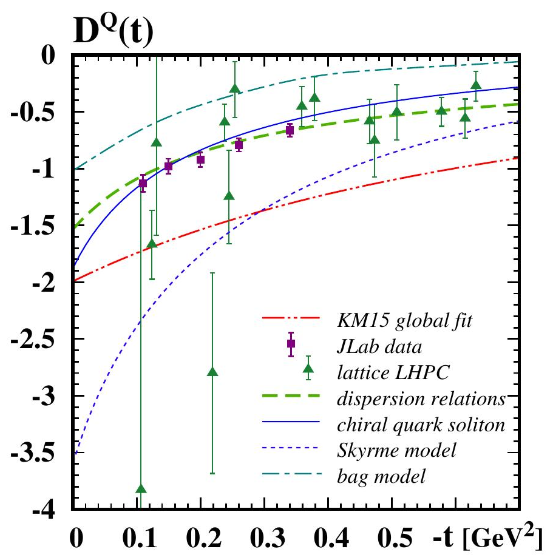 D^Q(t)
0
-0.5
-1
-1.5
-2
-2.5
-3
-3.5
-4
KM15 global fit
JLab data
lattice LHPC
dispersion relations
chiral quark soliton
Skyrme model
bag model
0 0.1 0.2 0.3 0.4 0.5 -t [GeV²]